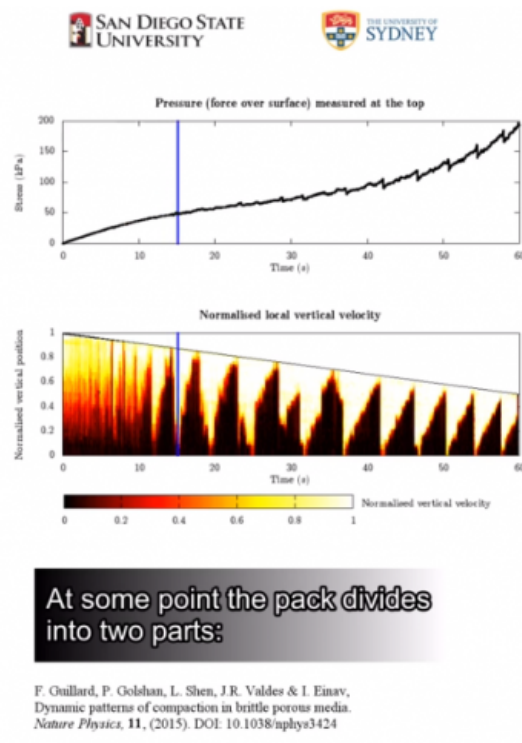 SAN DIEGO STATE
UNIVERSITY
THE UNIVERSITY OF
SYDNEY
Pressure (force over surface) measured at the top
Stress (kPa)
200
150
100
50
0
0 10 20 30 40 50 60
Time (s)
Normalised local vertical velocity
Normalised vertical position
1
0.8
0.6
0.4
0.2
0
0 10 20 30 40 50 60
Time (s)
Normalised vertical velocity
0 0.2 0.4 0.6 0.8 1
At some point the pack divides
into two parts:
F. Guillard, P. Golshan, L. Shen, J.R. Valdes & I. Einav,
Dynamic patterns of compaction in brittle porous media.
Nature Physics, 11, (2015). DOI: 10.1038/nphys3424